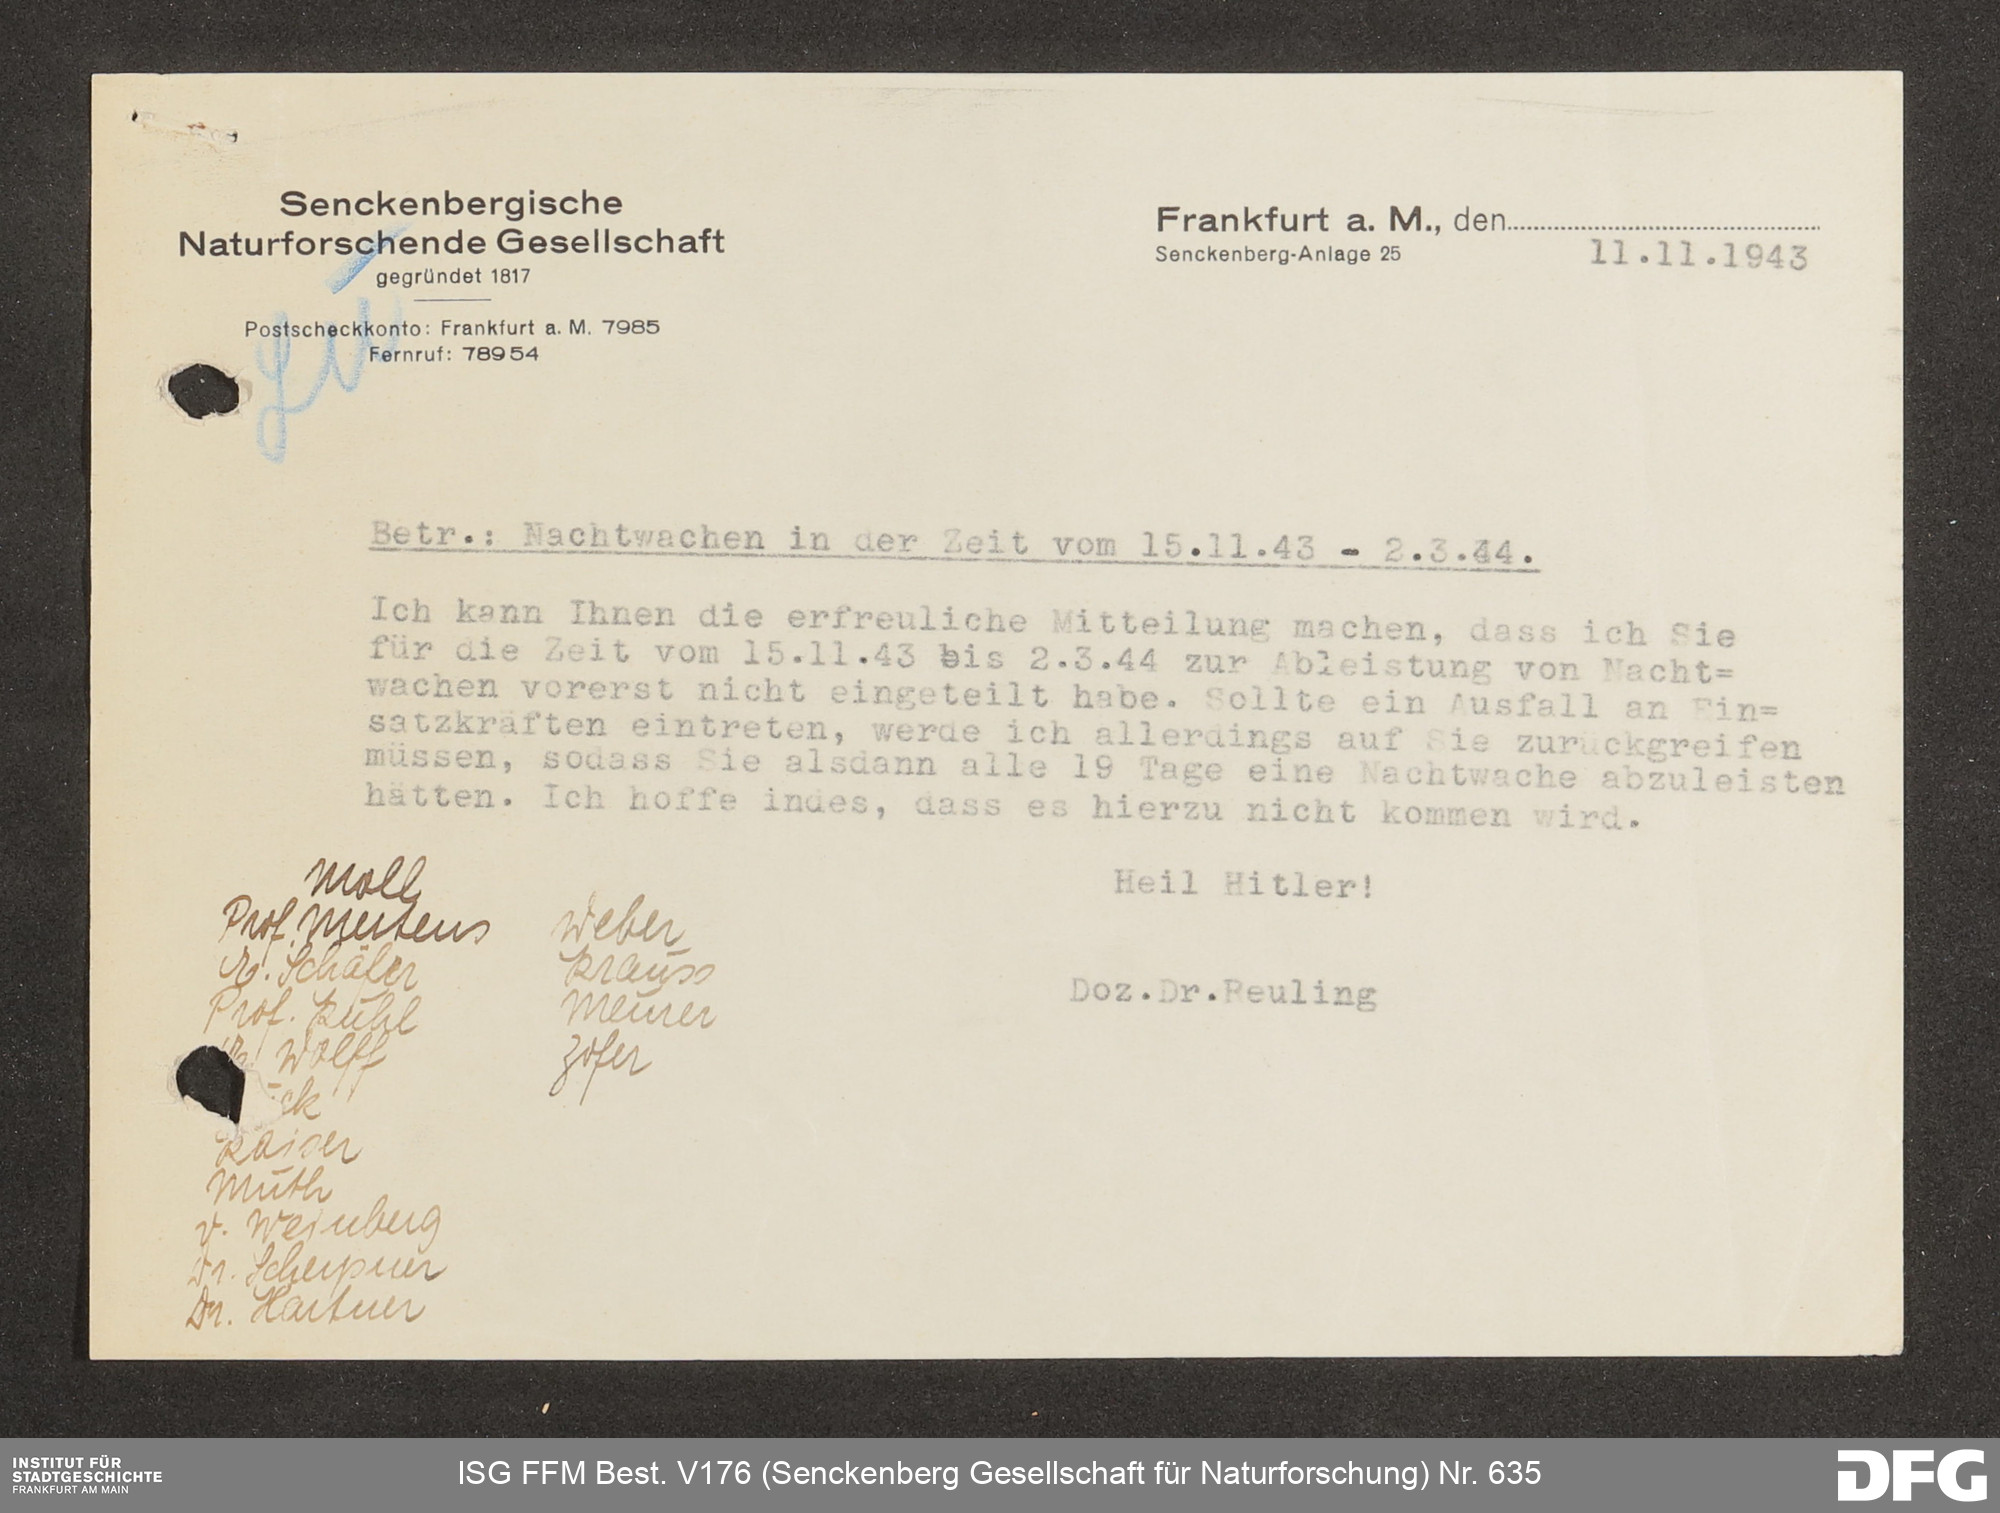 Senckenbergische
Naturforschende Gesellschaft
gegründet 1817
Postscheckkonto: Frankfurt a. M. 7985
Fernruf: 78954
Frankfurt a. M., den
Senckenberg-Anlage 25
11.11.1943
Betr.: Nachtwachen in der Zeit vom 15.11.43 - 2.3.44.
Ich kann Ihnen die erfreuliche Mitteilung machen, dass ich Sie
für die Zeit vom 15.11.43 bis 2.3.44 zur Ableistung von Nacht=
wachen vorerst nicht eingeteilt habe. Sollte ein Ausfall an Ein=
satzkräften eintreten, werde ich allerdings auf Sie zurückgreifen
müssen, sodass Sie alsdann alle 19 Tage eine Nachtwache abzuleisten
hätten. Ich hoffe indes, dass es hierzu nicht kommen wird.
Heil Hitler!
Doz.Dr.Reuling
Moll
Prof. Mertens
Dr. Schäfer
Prof. Kühl
Wolff
ck
Kaiser
Muth
v. Weinberg
Dr. Scherpner
Dr. Hartner
Weber
Krauss
Meurer
Zofer
INSTITUT FÜR
STADTGESCHICHTE
FRANKFURT AM MAIN
ISG FFM Best. V176 (Senckenberg Gesellschaft für Naturforschung) Nr. 635
DFG